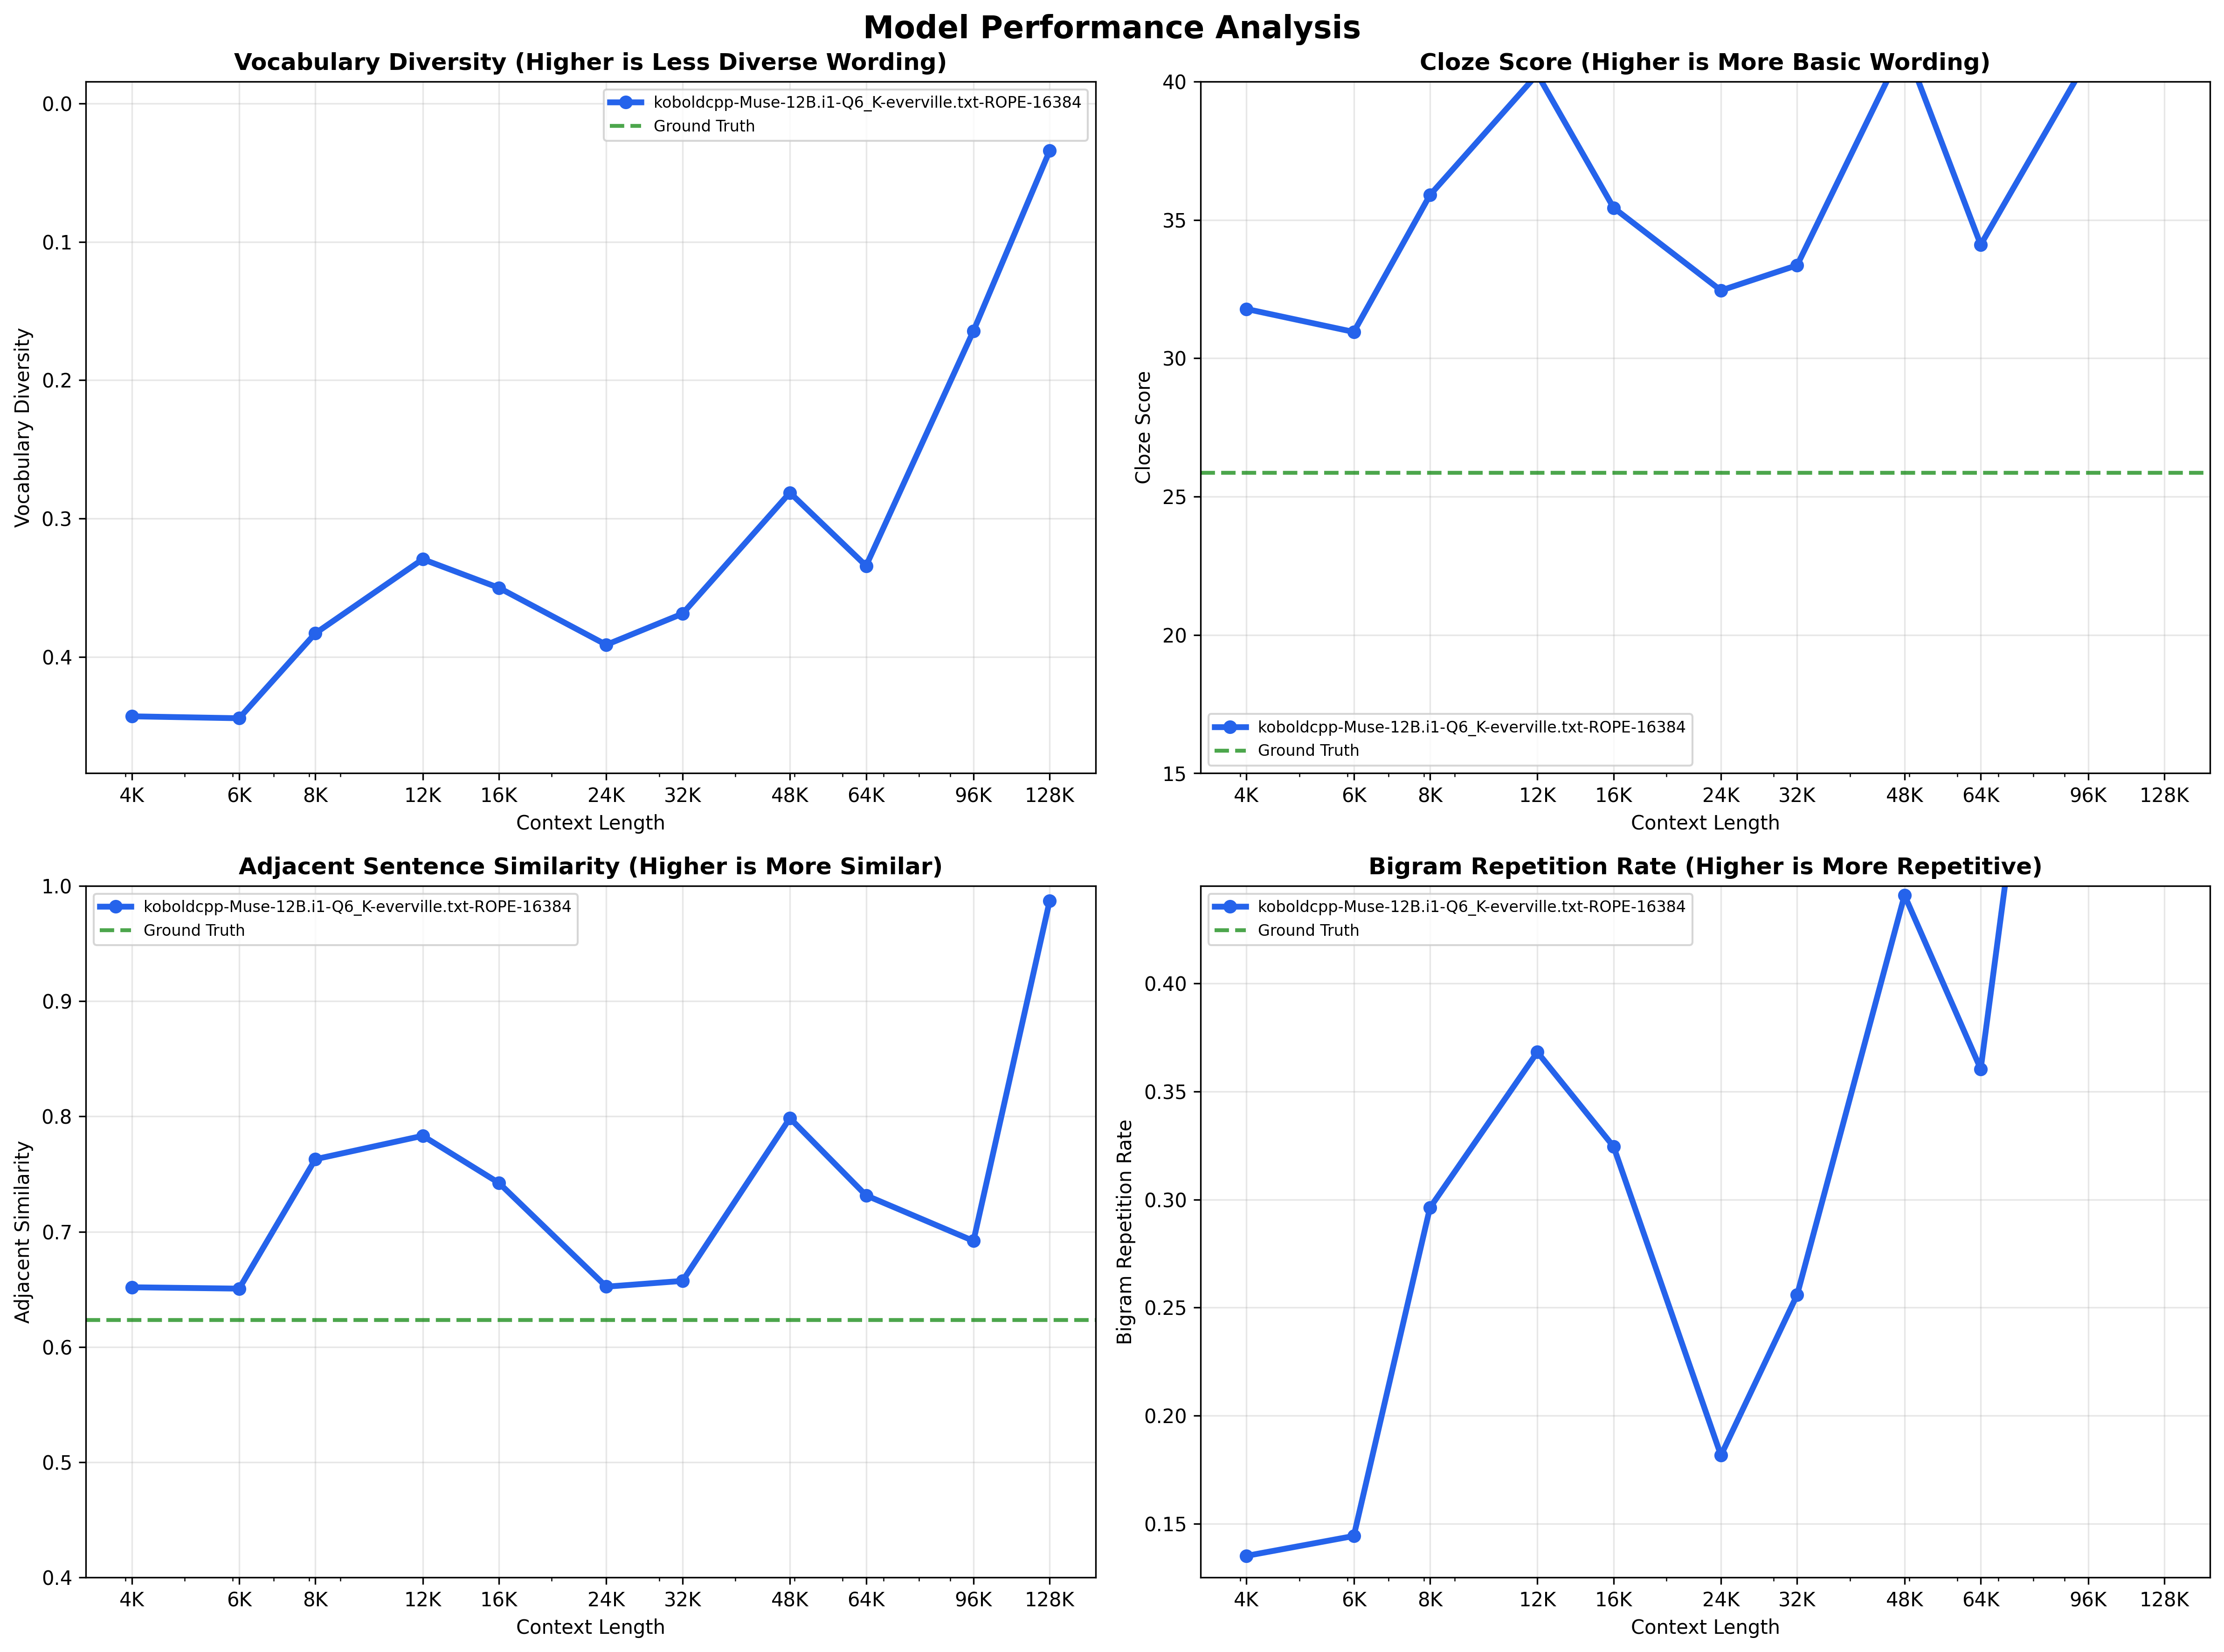 Model Performance Analysis
Vocabulary Diversity (Higher is Less Diverse Wording)
koboldcpp-Muse-12B.i1-Q6_K-everville.txt-ROPE-16384
Ground Truth
0.0
0.1
0.2
0.3
0.4
Vocabulary Diversity
4K 6K 8K 12K 16K 24K 32K 48K 64K 96K 128K
Context Length
Cloze Score (Higher is More Basic Wording)
40
35
30
25
20
15
Cloze Score
koboldcpp-Muse-12B.i1-Q6_K-everville.txt-ROPE-16384
Ground Truth
4K 6K 8K 12K 16K 24K 32K 48K 64K 96K 128K
Context Length
Adjacent Sentence Similarity (Higher is More Similar)
koboldcpp-Muse-12B.i1-Q6_K-everville.txt-ROPE-16384
Ground Truth
1.0
0.9
0.8
0.7
0.6
0.5
0.4
Adjacent Similarity
4K 6K 8K 12K 16K 24K 32K 48K 64K 96K 128K
Context Length
Bigram Repetition Rate (Higher is More Repetitive)
koboldcpp-Muse-12B.i1-Q6_K-everville.txt-ROPE-16384
Ground Truth
0.40
0.35
0.30
0.25
0.20
0.15
Bigram Repetition Rate
4K 6K 8K 12K 16K 24K 32K 48K 64K 96K 128K
Context Length